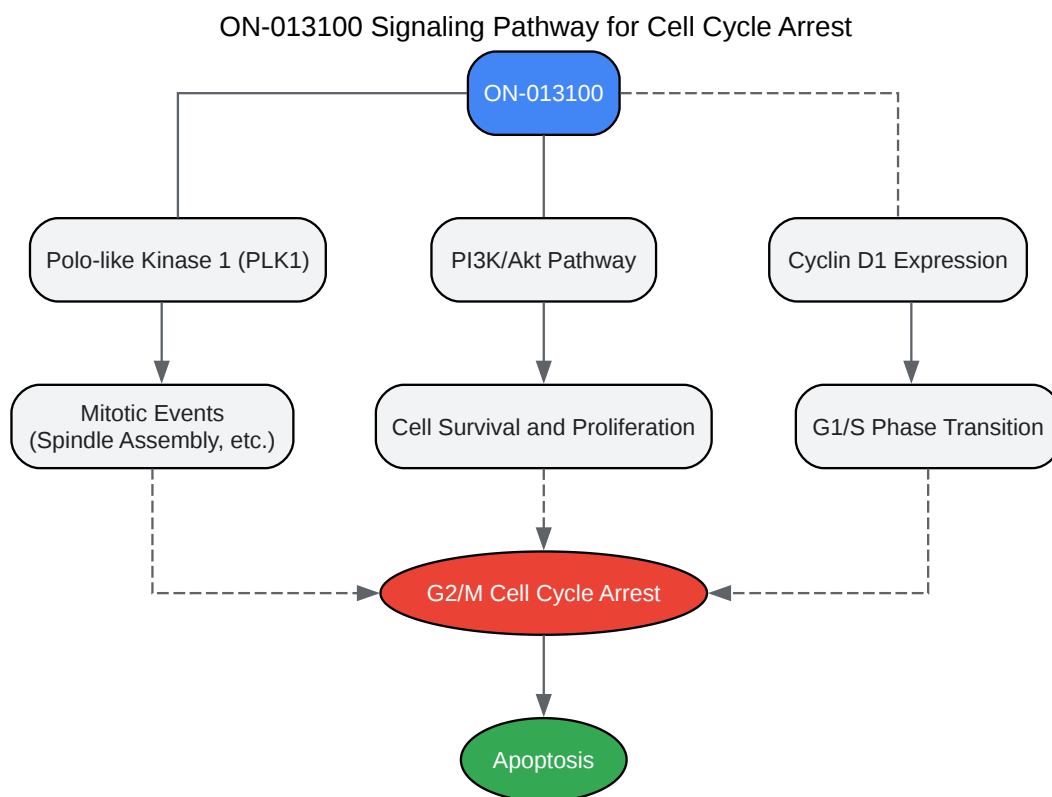 ON-013100 Signaling Pathway for Cell Cycle Arrest
ON-013100
Polo-like Kinase 1 (PLK1)
PI3K/Akt Pathway
Cyclin D1 Expression
Mitotic Events
(Spindle Assembly, etc.)
Cell Survival and Proliferation
G1/S Phase Transition
G2/M Cell Cycle Arrest
Apoptosis